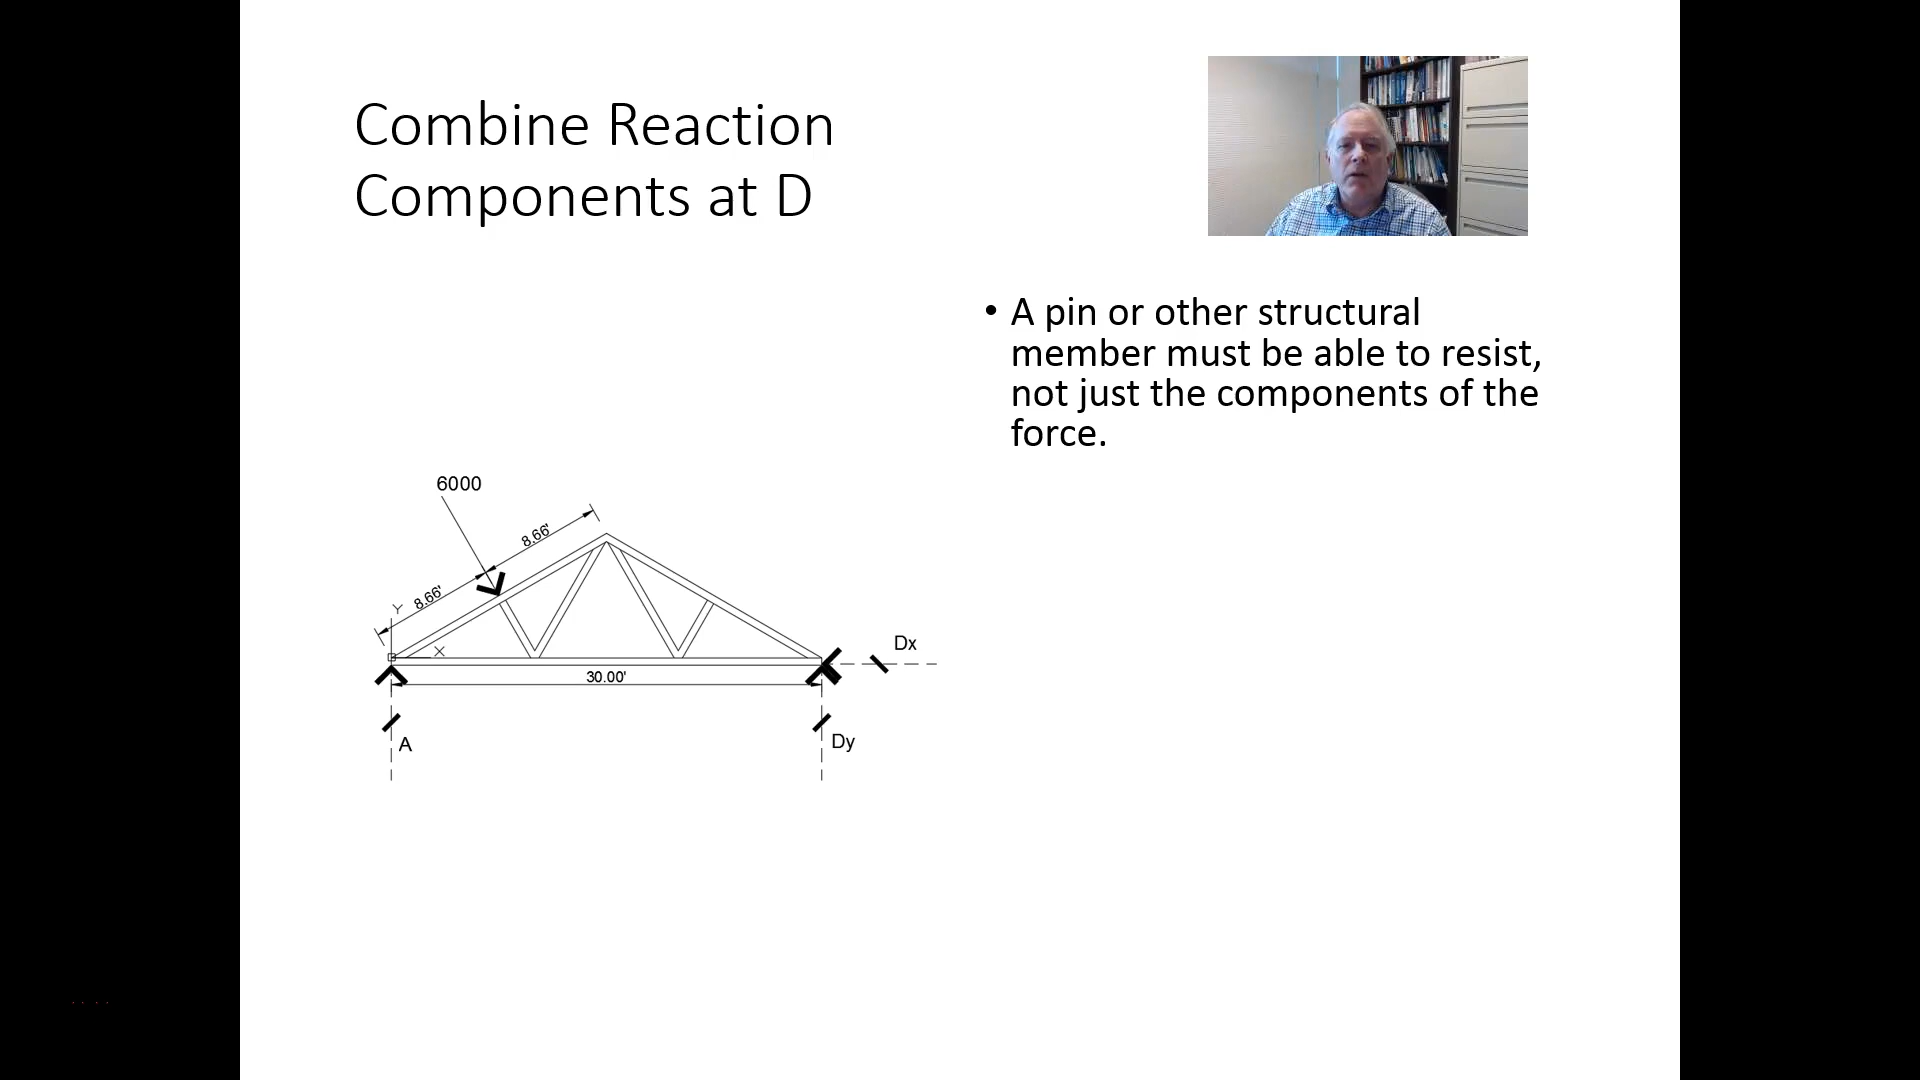 Combine Reaction
Components at D
• A pin or other structural
member must be able to resist,
not just the components of the
force.
6000
8.66'
8.66'
Y
X
Dx
30.00'
A
Dy